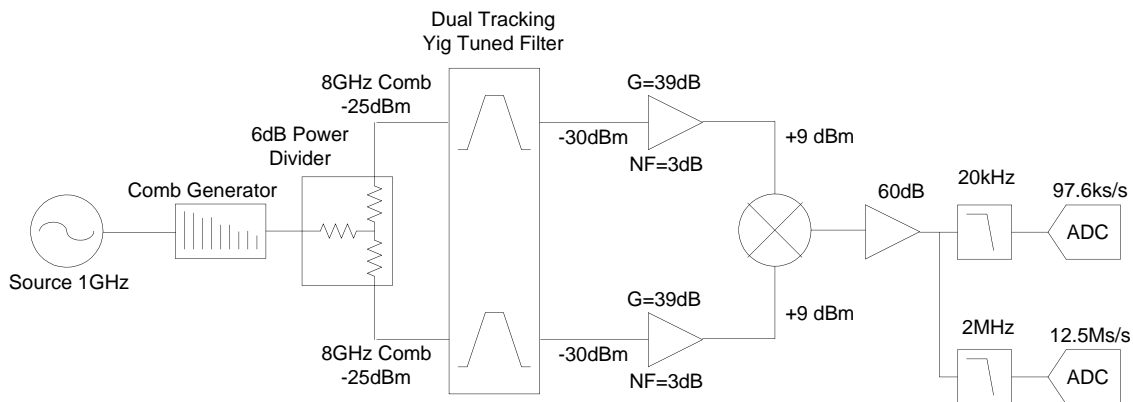 Dual Tracking
Yig Tuned Filter
8GHz Comb
-25dBm
G=39dB
6dB Power
Divider
-30dBm
+9 dBm
NF=3dB
Comb Generator
60dB
20kHz
97.6ks/s
ADC
Source 1GHz
G=39dB
+9 dBm
2MHz
12.5Ms/s
8GHz Comb
-25dBm
-30dBm
ADC
NF=3dB